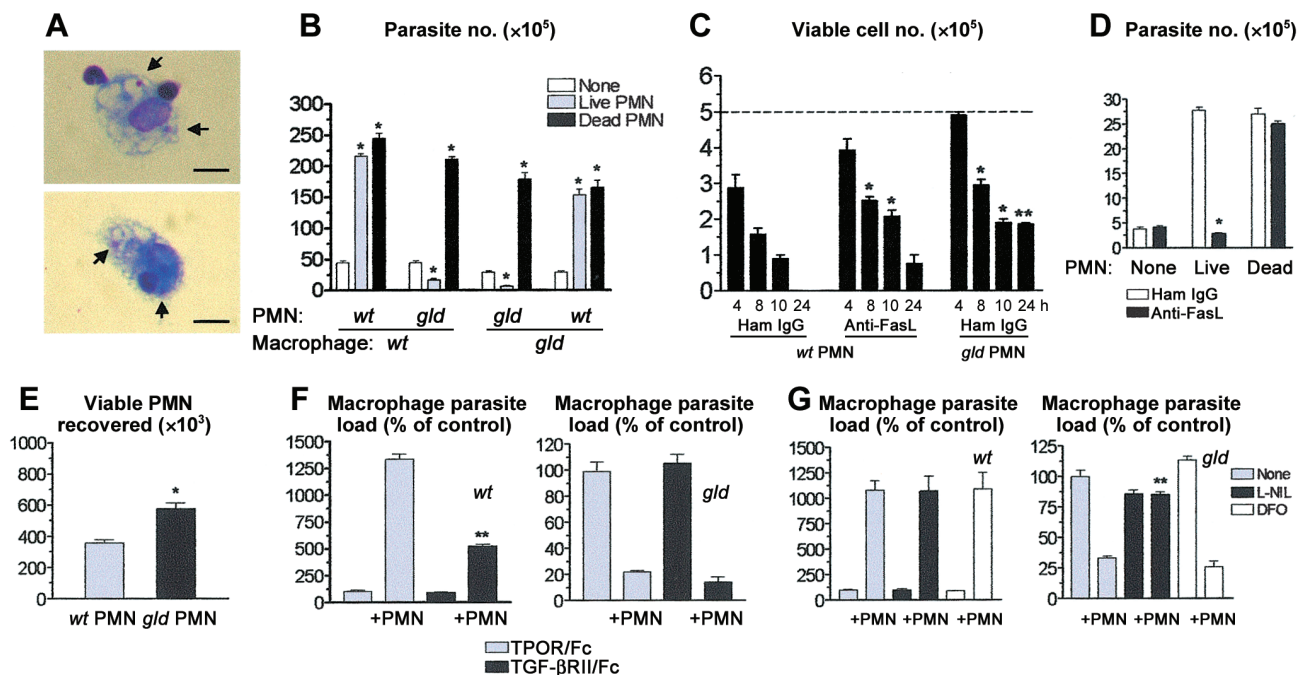 A
B
Parasite no. (×10⁵)
None
Live PMN
Dead PMN
300
250
200
150
100
50
0
* * * * * * * *
PMN: wt gld gld wt
Macrophage: wt gld
C
Viable cell no. (×10⁵)
6
5
4
3
2
1
0
* * * * **
4 8 10 24 4 8 10 24 4 8 10 24 h
Ham IgG Anti-FasL Ham IgG
wt PMN gld PMN
D
Parasite no. (×10⁵)
30
25
20
15
10
5
0
*
PMN: None Live Dead
Ham IgG
Anti-FasL
E
Viable PMN
recovered (×10³)
1000
800
600
400
200
0
*
wt PMN gld PMN
F
Macrophage parasite
load (% of control)
1500
1250
1000
750
500
250
0
wt
**
+PMN +PMN
Macrophage parasite
load (% of control)
120
100
80
60
40
20
0
gld
+PMN +PMN
TPOR/Fc
TGF-βRII/Fc
G
Macrophage parasite
load (% of control)
1500
1250
1000
750
500
250
0
wt
+PMN +PMN +PMN
Macrophage parasite
load (% of control)
125
100
75
50
25
0
**
gld
+PMN +PMN +PMN
None
L-NIL
DFO